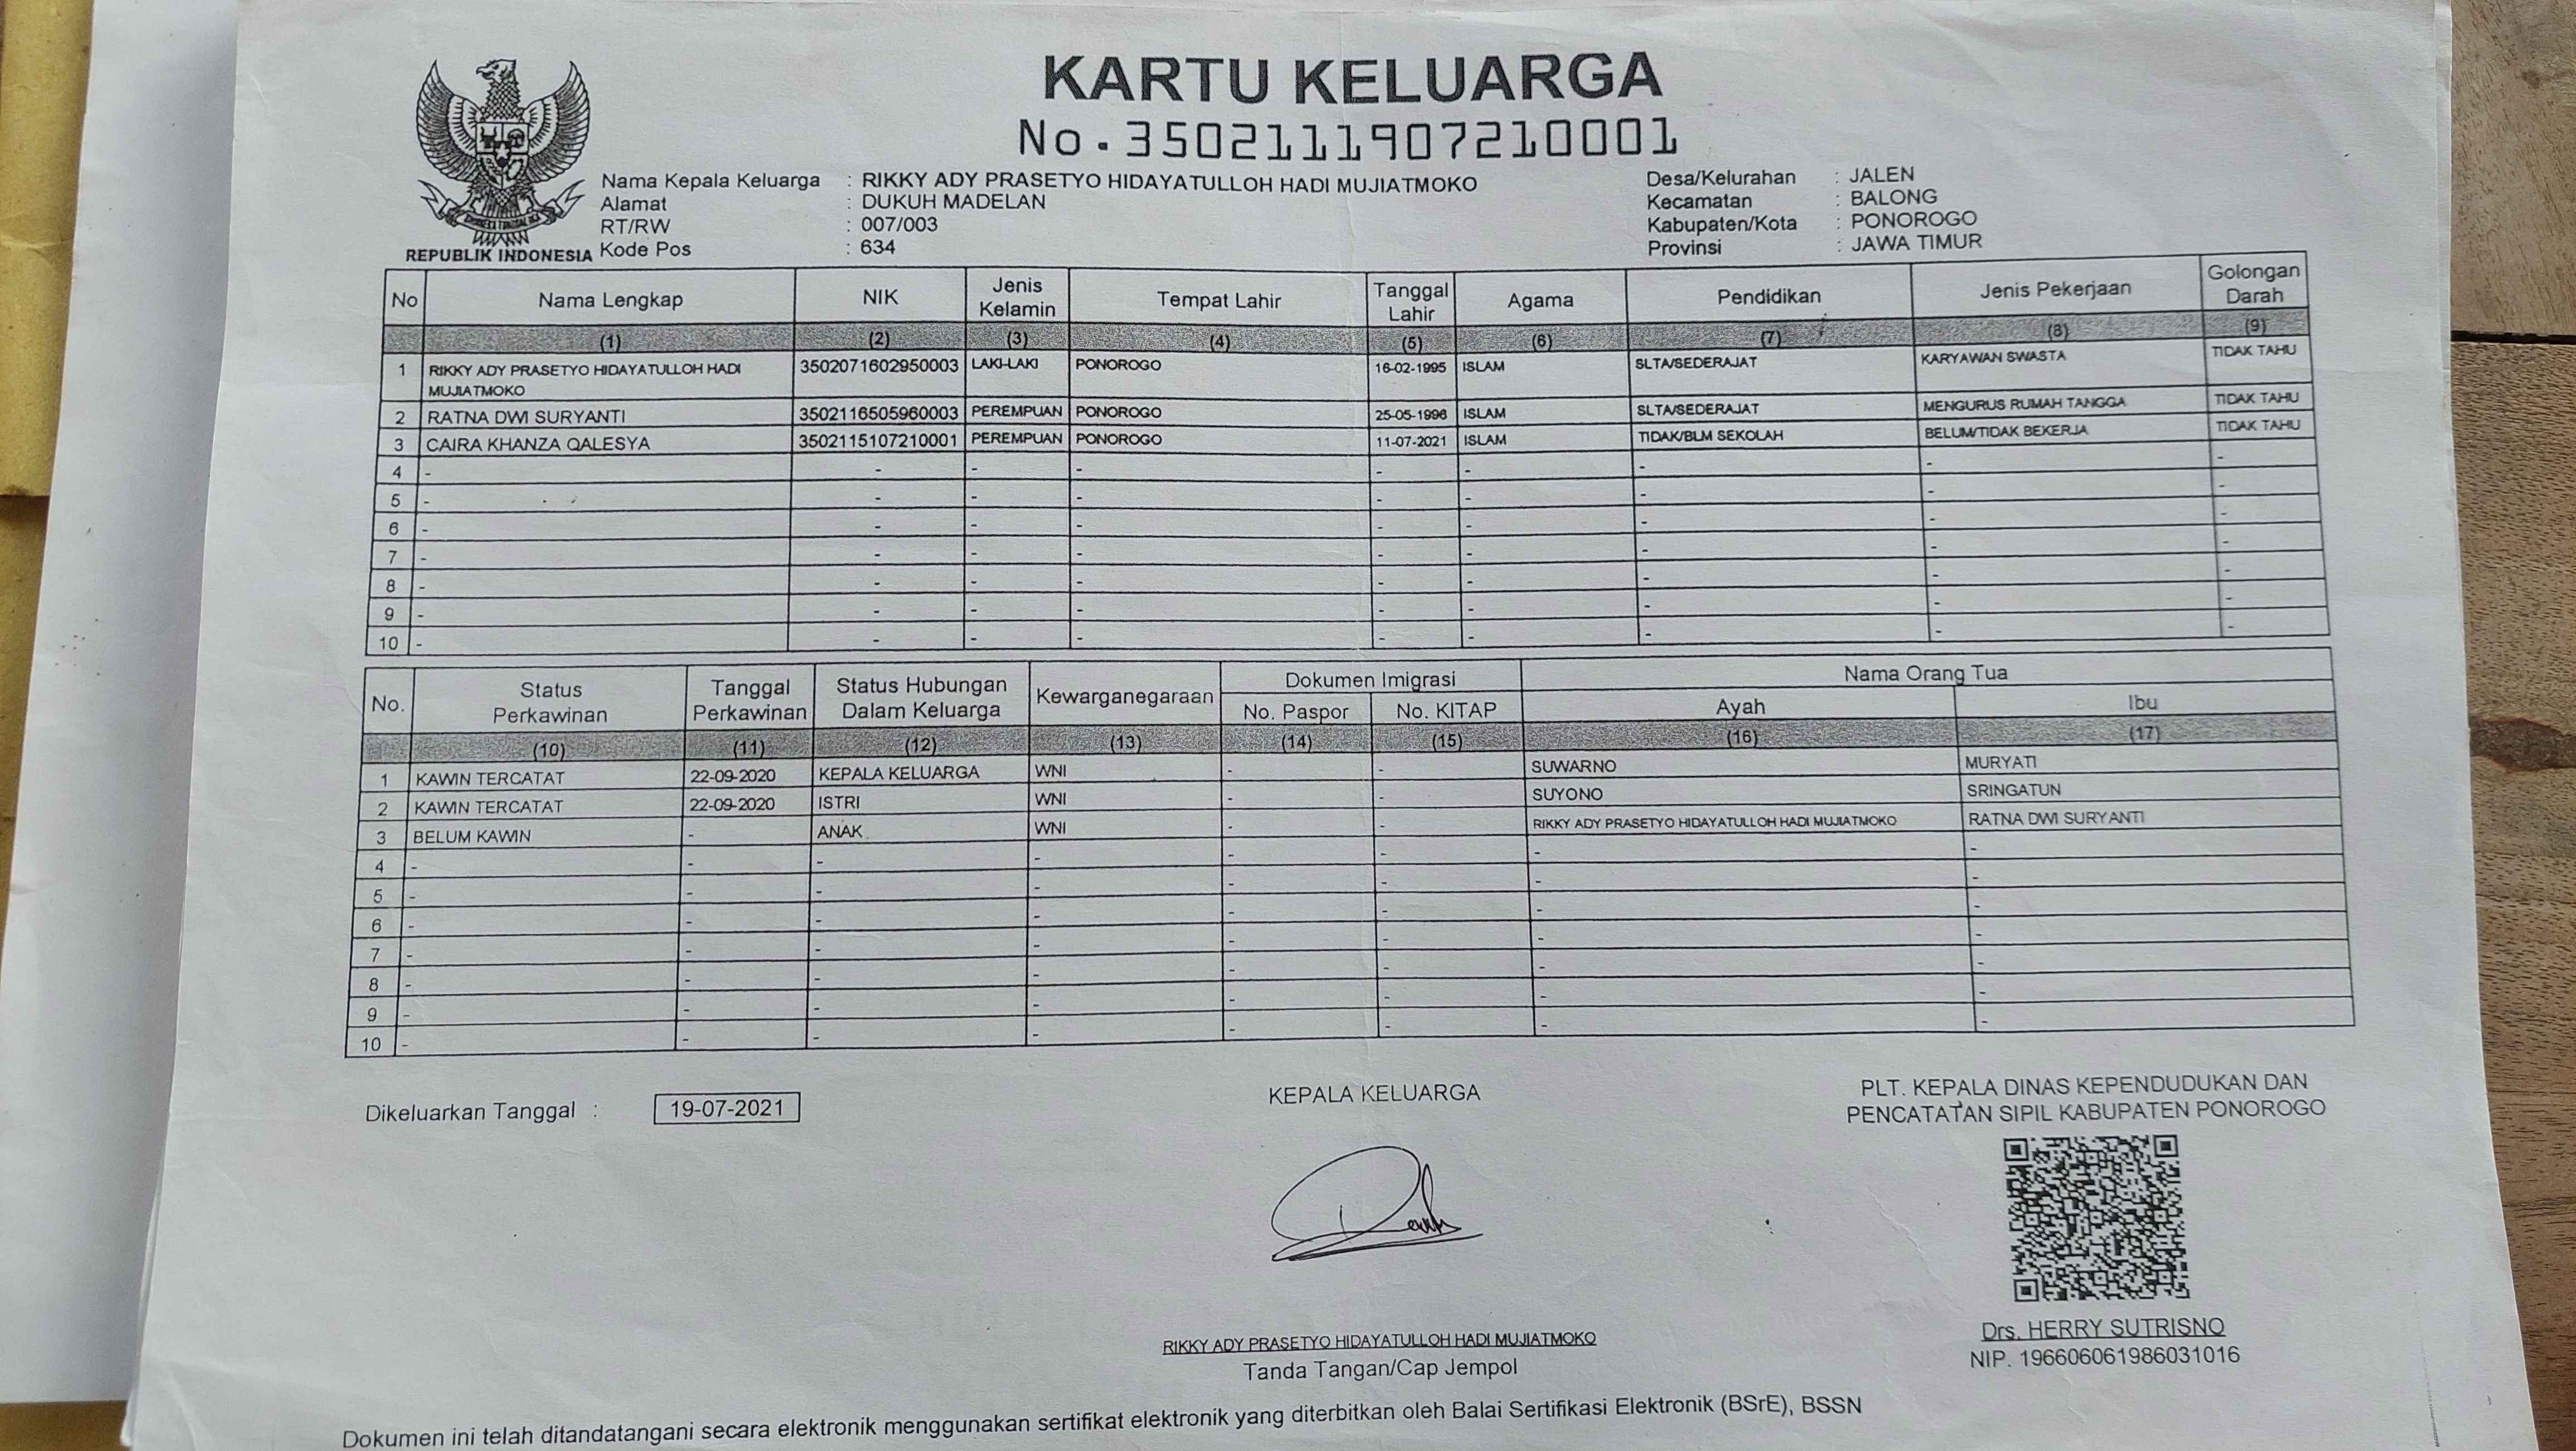 KARTU KELUARGA
No. 3502111907210001
REPUBLIK INDONESIA
Nama Kepala Keluarga : RIKKY ADY PRASETYO HIDAYATULLOH HADI MUJIATMOKO
Alamat : DUKUH MADELAN
RT/RW : 007/003
Kode Pos : 634
Desa/Kelurahan : JALEN
Kecamatan : BALONG
Kabupaten/Kota : PONOROGO
Provinsi : JAWA TIMUR
No Nama Lengkap NIK Jenis Kelamin Tempat Lahir Tanggal Lahir Agama Pendidikan Jenis Pekerjaan Golongan Darah
(1) (2) (3) (4) (5) (6) (7) (8) (9)
1 RIKKY ADY PRASETYO HIDAYATULLOH HADI MUJIATMOKO 3502071602950003 LAKI-LAKI PONOROGO 16-02-1995 ISLAM SLTA/SEDERAJAT KARYAWAN SWASTA TIDAK TAHU
2 RATNA DWI SURYANTI 3502116505960003 PEREMPUAN PONOROGO 25-05-1996 ISLAM SLTA/SEDERAJAT MENGURUS RUMAH TANGGA TIDAK TAHU
3 CAIRA KHANZA QALESYA 3502115107210001 PEREMPUAN PONOROGO 11-07-2021 ISLAM TIDAK/BLM SEKOLAH BELUM/TIDAK BEKERJA TIDAK TAHU
4 - - - - - - - - -
5 - - - - - - - - -
6 - - - - - - - - -
7 - - - - - - - - -
8 - - - - - - - - -
9 - - - - - - - - -
10 - - - - - - - - -
No. Status Perkawinan Tanggal Perkawinan Status Hubungan Dalam Keluarga Kewarganegaraan Dokumen Imigrasi Nama Orang Tua
No. Paspor No. KITAP Ayah Ibu
(10) (11) (12) (13) (14) (15) (16) (17)
1 KAWIN TERCATAT 22-09-2020 KEPALA KELUARGA WNI - - SUWARNO MURYATI
2 KAWIN TERCATAT 22-09-2020 ISTRI WNI - - SUYONO SRINGATUN
3 BELUM KAWIN - ANAK WNI - - RIKKY ADY PRASETYO HIDAYATULLOH HADI MUJIATMOKO RATNA DWI SURYANTI
4 - - - - - - - -
5 - - - - - - - -
6 - - - - - - - -
7 - - - - - - - -
8 - - - - - - - -
9 - - - - - - - -
10 - - - - - - - -
Dikeluarkan Tanggal : 19-07-2021
KEPALA KELUARGA
RIKKY ADY PRASETYO HIDAYATULLOH HADI MUJIATMOKO
Tanda Tangan/Cap Jempol
PLT. KEPALA DINAS KEPENDUDUKAN DAN
PENCATATAN SIPIL KABUPATEN PONOROGO
Drs. HERRY SUTRISNO
NIP. 196606061986031016
Dokumen ini telah ditandatangani secara elektronik menggunakan sertifikat elektronik yang diterbitkan oleh Balai Sertifikasi Elektronik (BSrE), BSSN